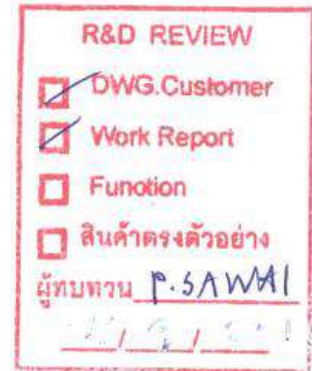 R&D REVIEW
DWG.Customer
Work Report
Function
สินค้าตรงตัวอย่าง
ผู้ทบทวน P.SAWAI
/ /